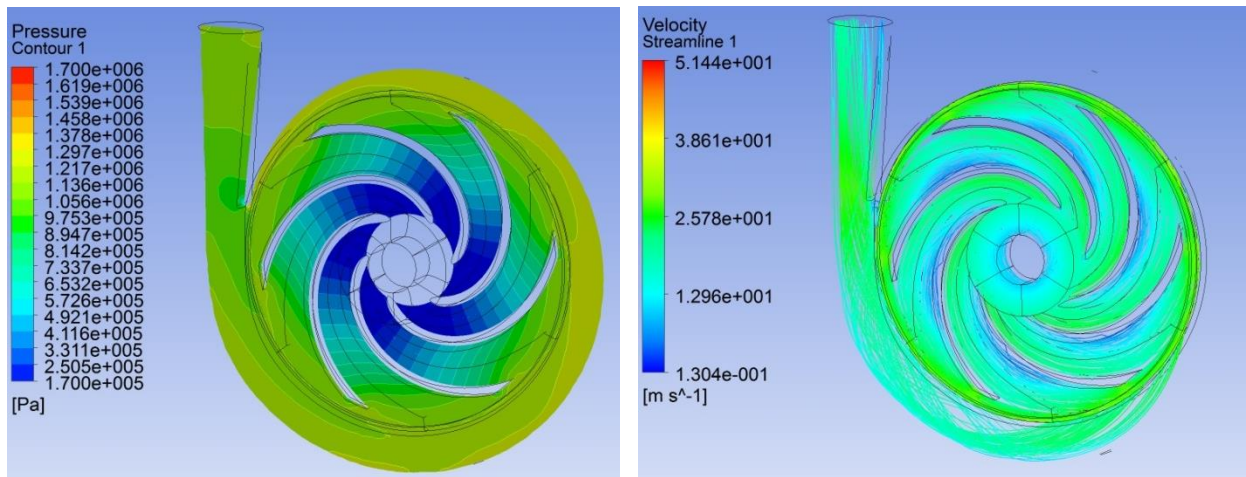 Pressure
Contour 1
1.700e+006
1.619e+006
1.539e+006
1.458e+006
1.378e+006
1.297e+006
1.217e+006
1.136e+006
1.056e+006
9.753e+005
8.947e+005
8.142e+005
7.337e+005
6.532e+005
5.726e+005
4.921e+005
4.116e+005
3.311e+005
2.505e+005
1.700e+005
[Pa]
Velocity
Streamline 1
5.144e+001
3.861e+001
2.578e+001
1.296e+001
1.304e-001
[m s^-1]